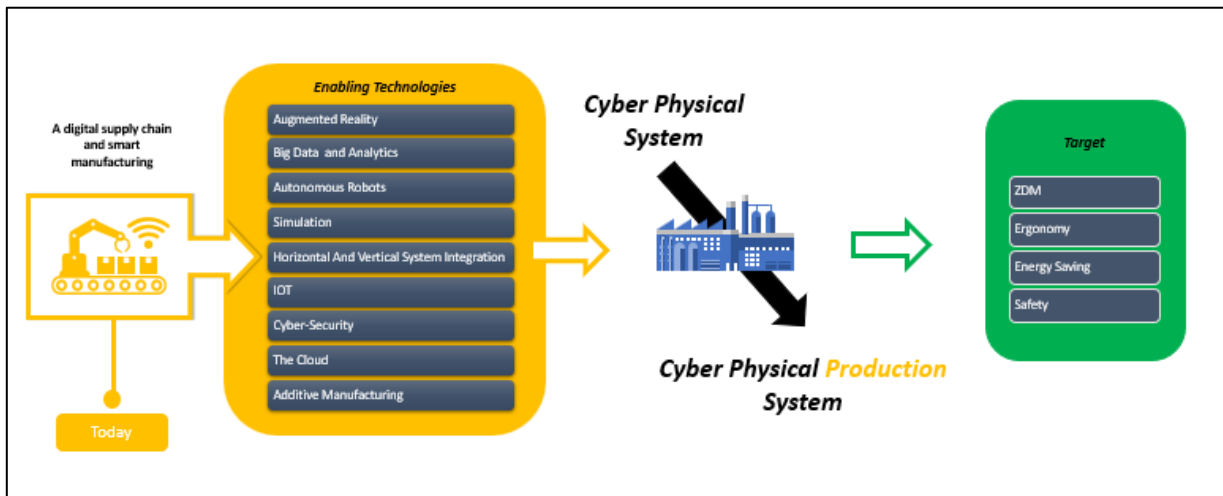 A digital supply chain
and smart
manufacturing
Today
Enabling Technologies
Augmented Reality
Big Data and Analytics
Autonomous Robots
Simulation
Horizontal And Vertical System Integration
IOT
Cyber-Security
The Cloud
Additive Manufacturing
Cyber Physical
System
Cyber Physical Production
System
Target
ZDM
Ergonomy
Energy Saving
Safety